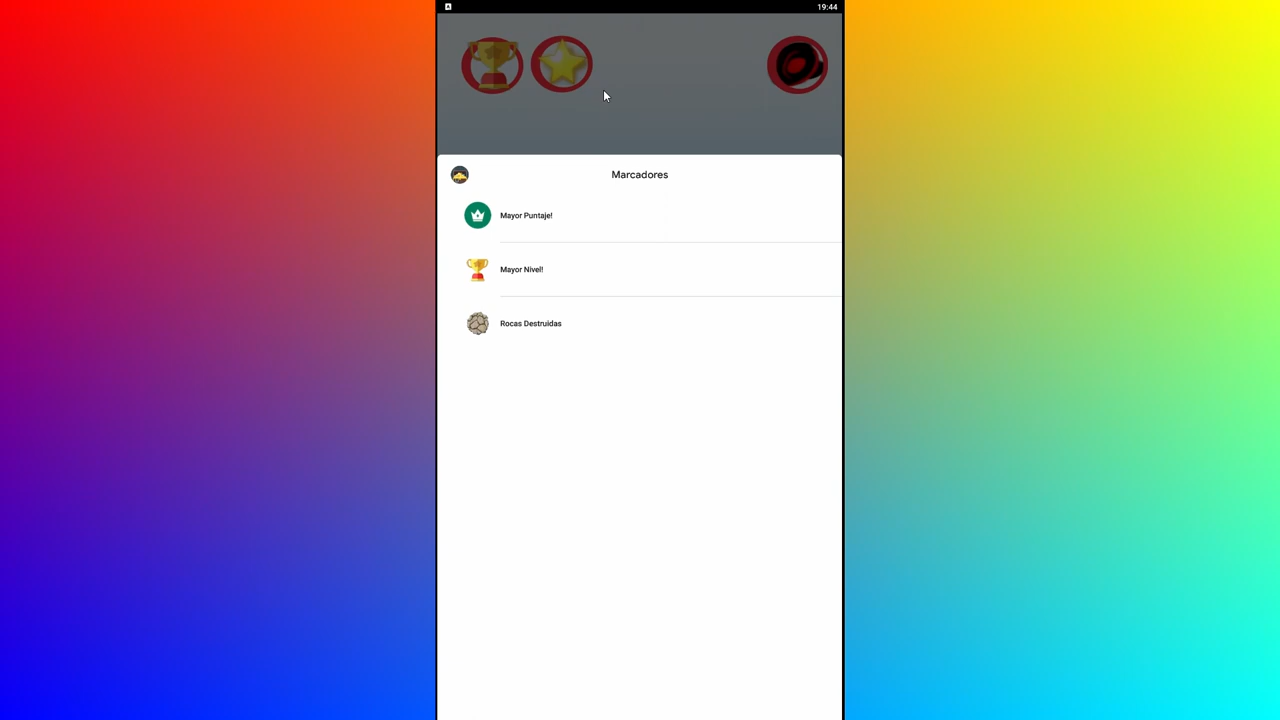 19:44
Marcadores
Mayor Puntaje!
Mayor Nivel!
Rocas Destruidas